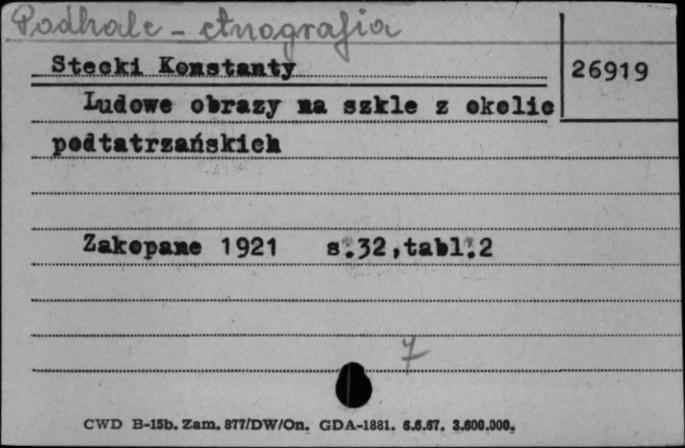 Podhale - etnografia
Stecki Konstanty
26919
Ludowe obrazy na szkle z okolic
podtatrzańskich
Zakopane 1921 s.32,tabl.2
7
CWD B-15b. Zam. 877/DW/On. GDA-1881. 6.6.67. 3.600.000.